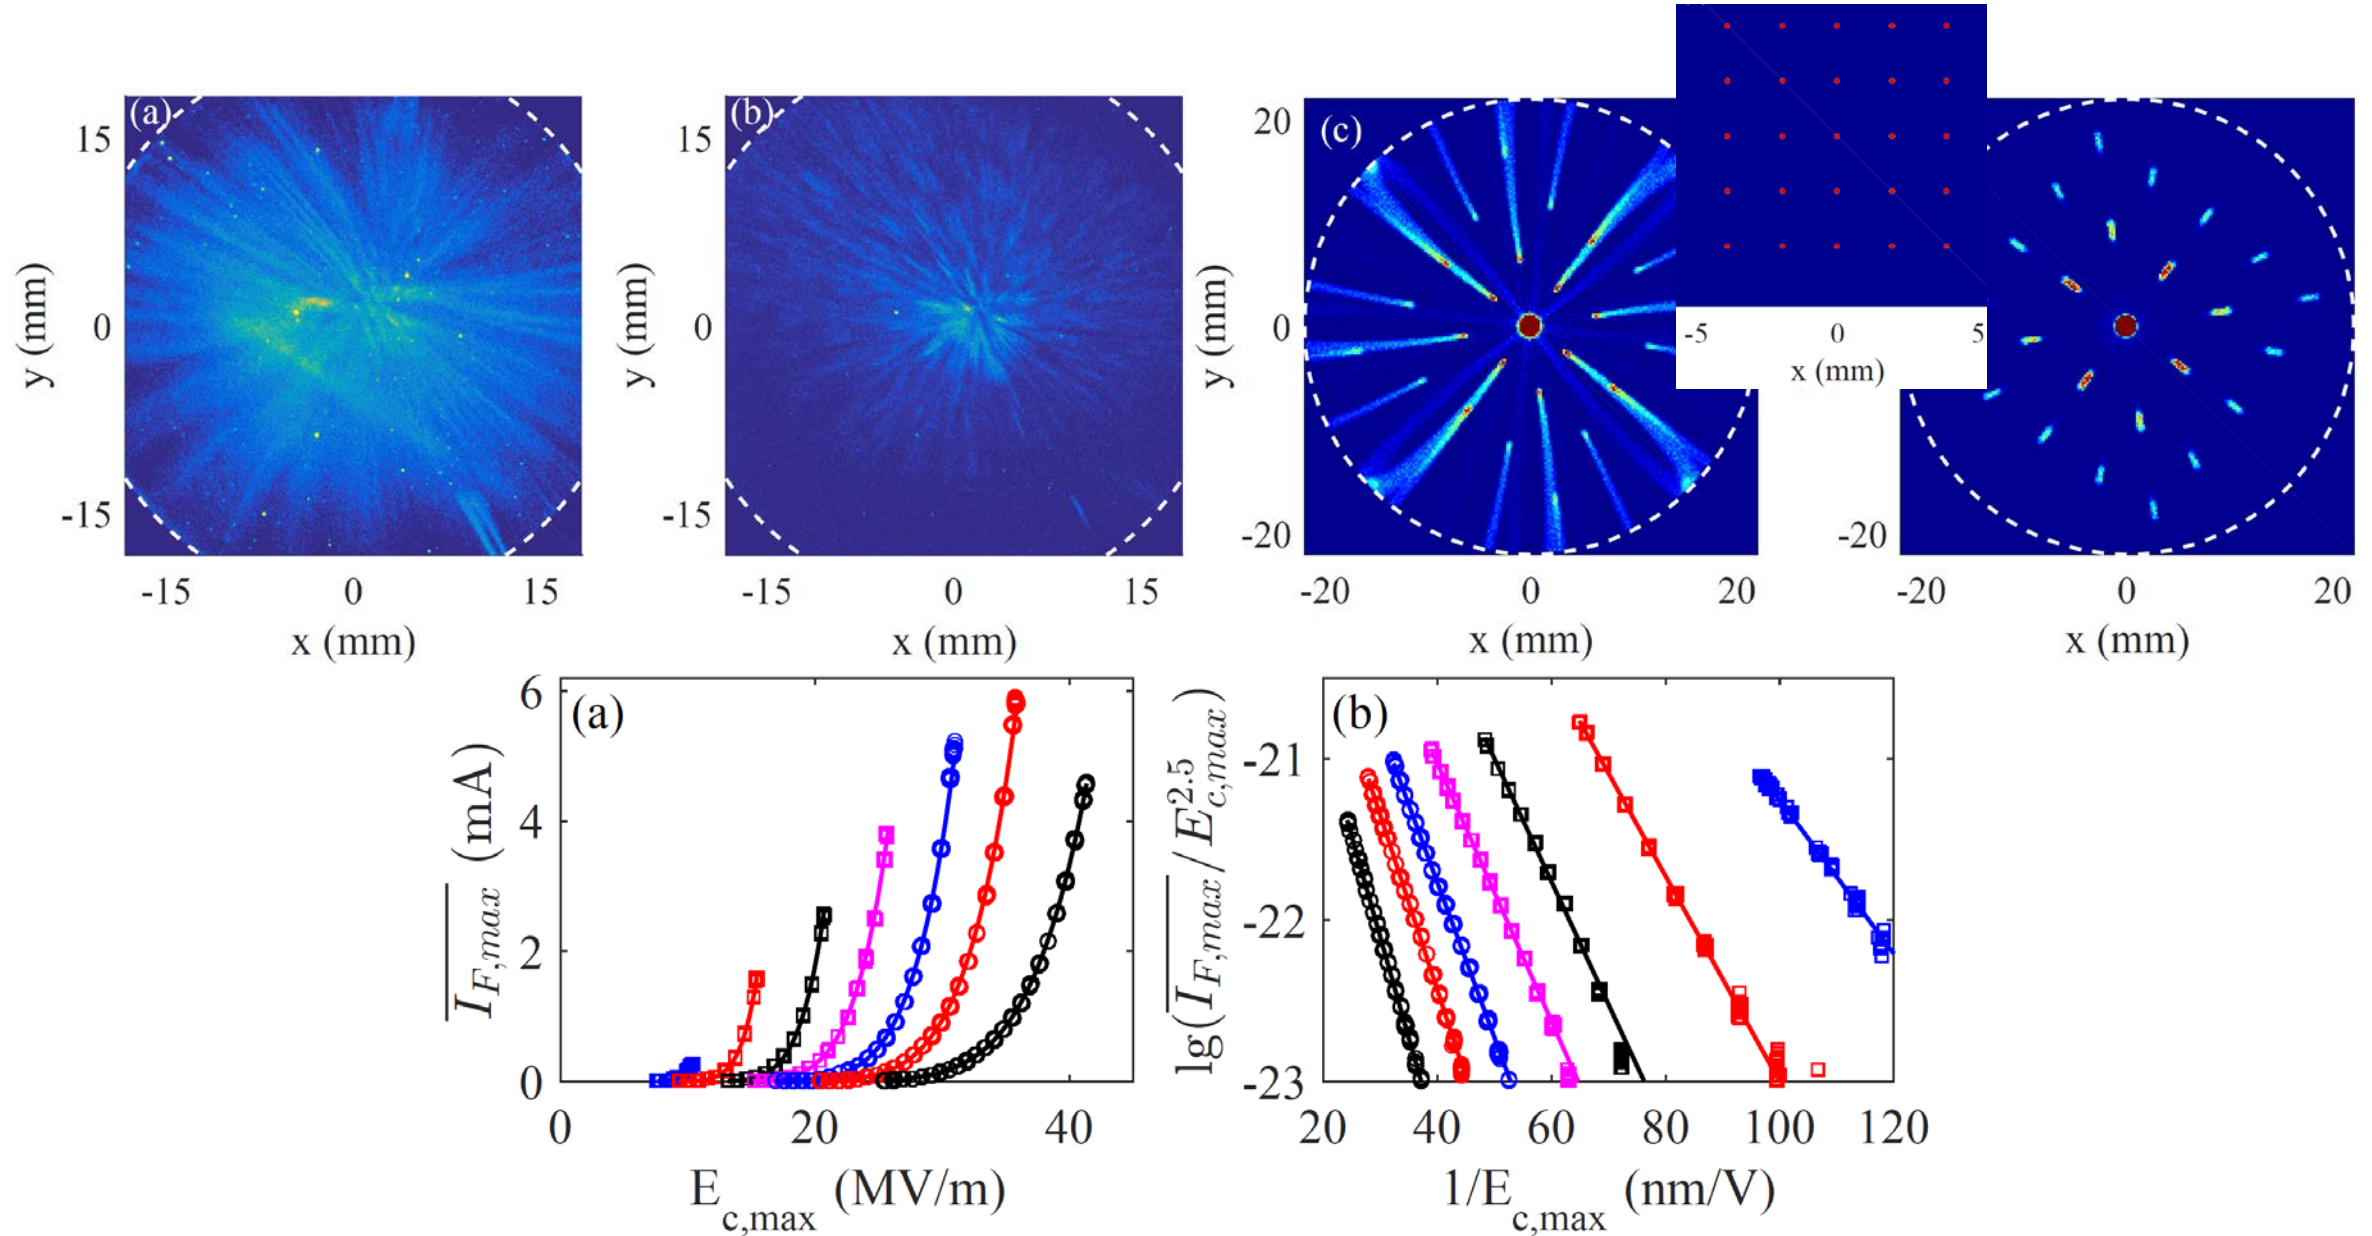 (a)
15
0
-15
y (mm)
-15 0 15
x (mm)
(b)
15
0
-15
y (mm)
-15 0 15
x (mm)
(c)
20
0
-20
y (mm)
-20 0 20
x (mm)
-5 0 5
x (mm)
-20
-20 0 20
x (mm)
(a)
6
4
2
0
$\overline{I_{F,max}}$ (mA)
0 20 40
E_{c,max} (MV/m)
(b)
-21
-22
-23
lg($\overline{I_{F,max}}/E_{c,max}^{2.5}$)
20 40 60 80 100 120
1/E_{c,max} (nm/V)